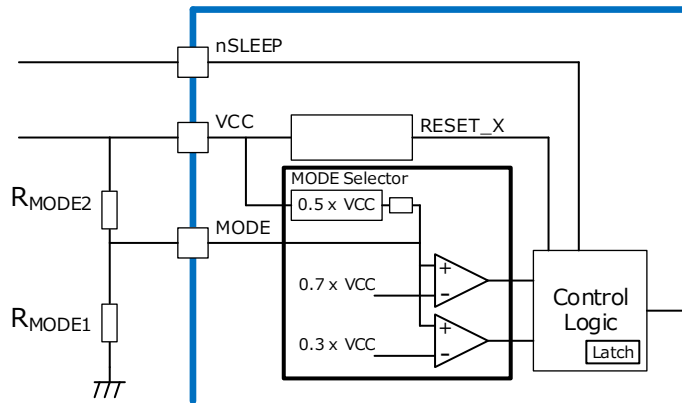 nSLEEP
VCC
RESET_X
MODE Selector
RMODE2
0.5 x VCC
MODE
0.7 x VCC
RMODE1
0.3 x VCC
Control
Logic
Latch
+
-
+
-